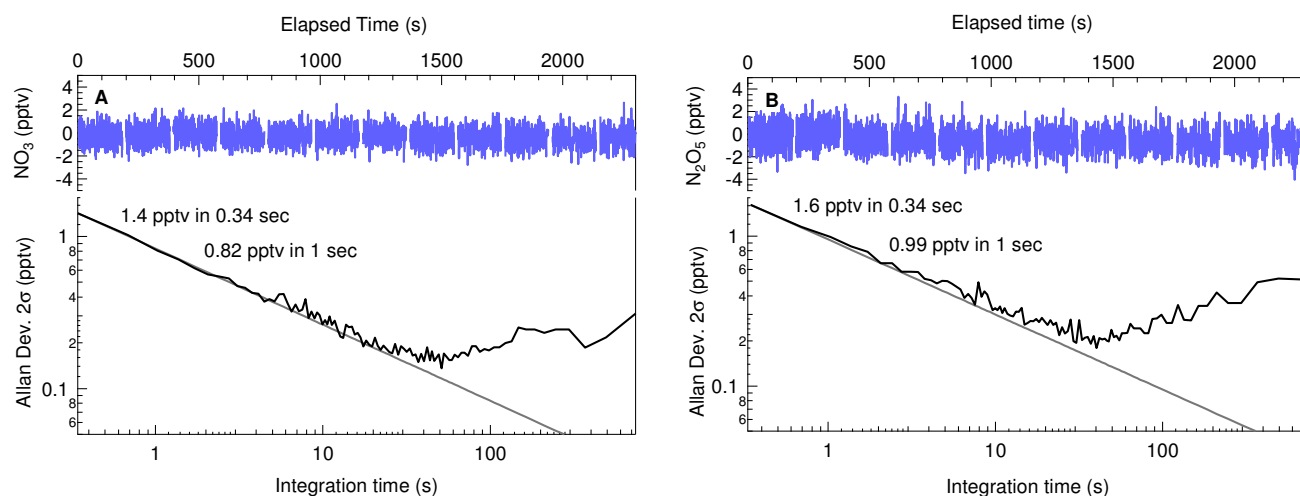 Elapsed Time (s)
0 500 1000 1500 2000
A
NO3 (pptv)
4
2
0
-2
-4
1.4 pptv in 0.34 sec
0.82 pptv in 1 sec
Allan Dev. 2σ (pptv)
1
8
6
4
2
0.1
8
6
1 10 100
Integration time (s)
Elapsed time (s)
0 500 1000 1500 2000
B
N2O5 (pptv)
4
2
0
-2
-4
1.6 pptv in 0.34 sec
0.99 pptv in 1 sec
Allan Dev. 2σ (pptv)
1
8
6
4
2
0.1
8
6
1 10 100
Integration time (s)